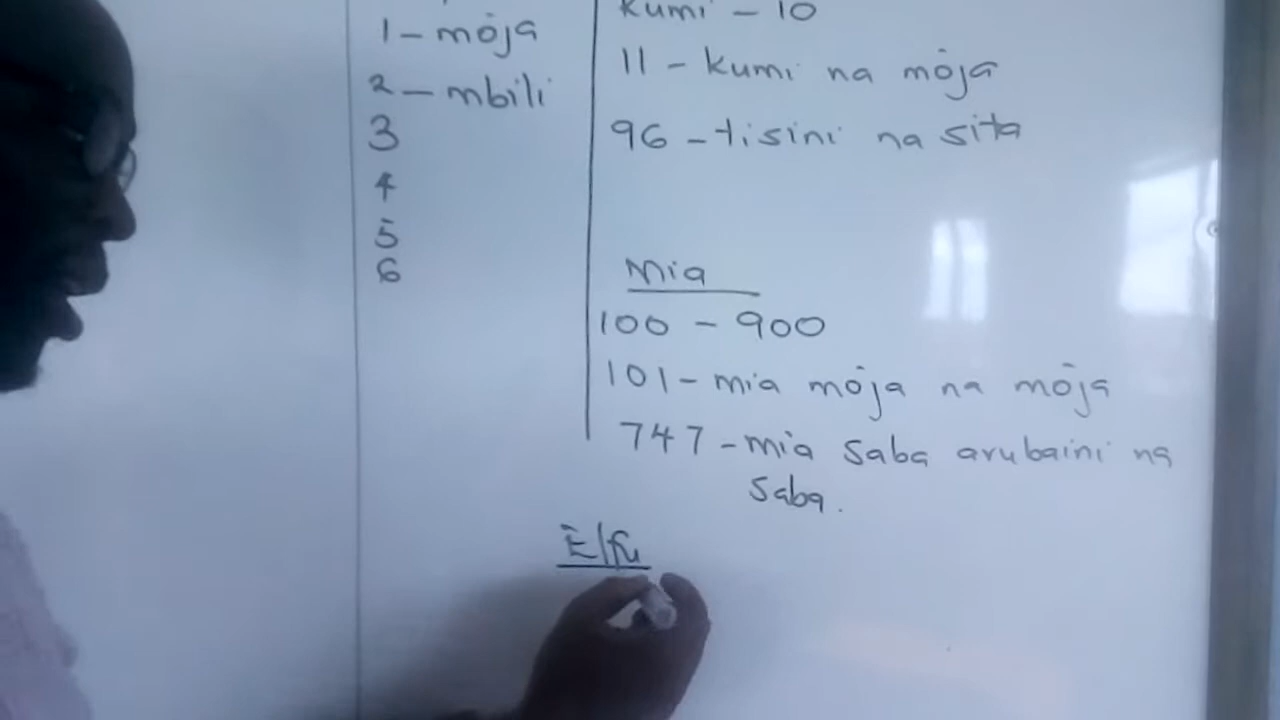 1 - moja
2 - mbili
3
4
5
6
kumi - 10
11 - kumi na moja
96 - tisini na sita
Mia
100 - 900
101 - mia moja na moja
747 - mia saba arubaini na
saba.
Elfu